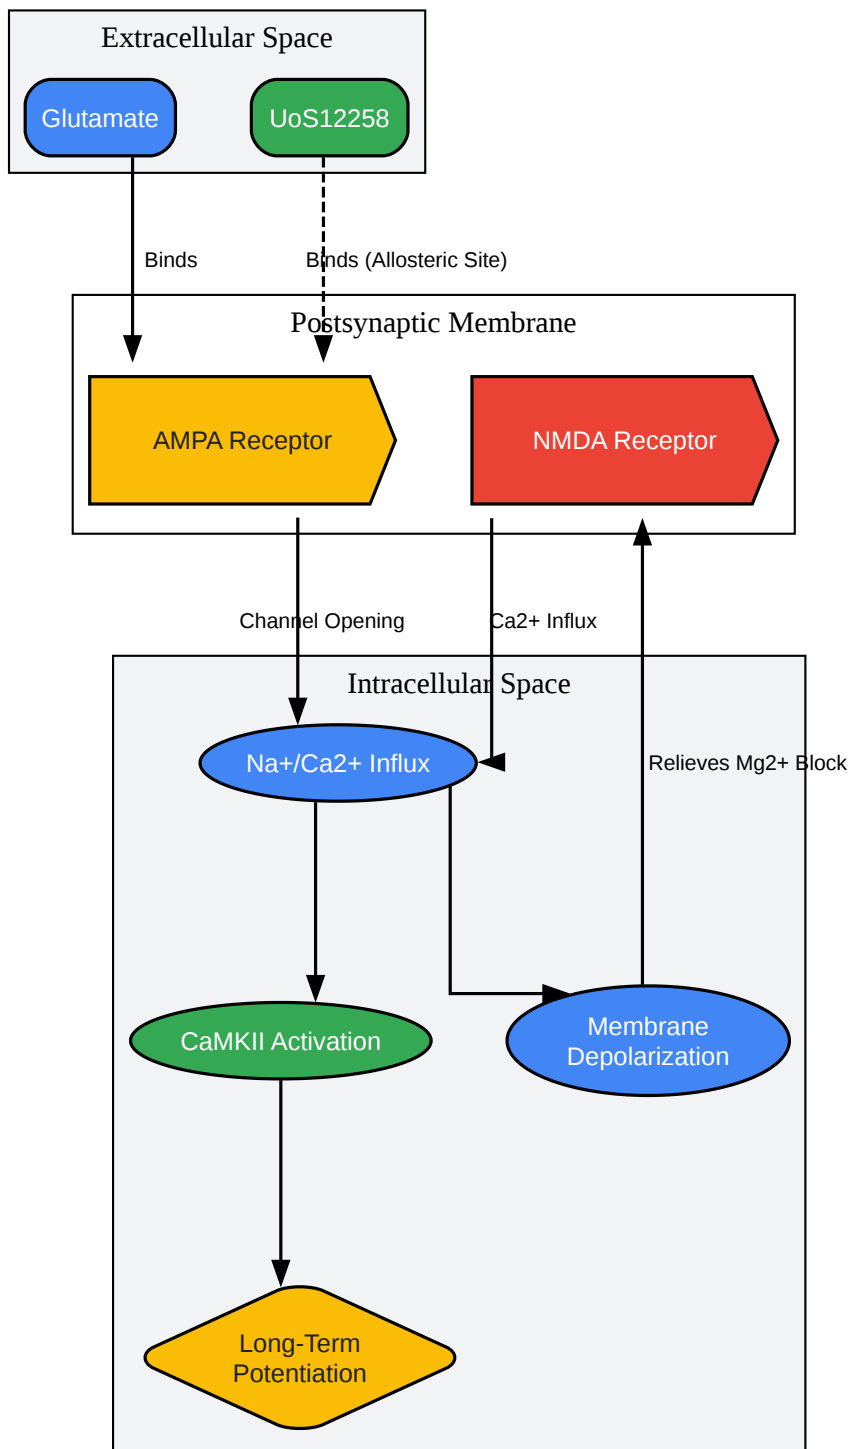 Extracellular Space
Glutamate
UoS12258
Binds
Binds (Allosteric Site)
Postsynaptic Membrane
AMPA Receptor
NMDA Receptor
Channel Opening
Ca2+ Influx
Intracellular Space
Na+/Ca2+ Influx
Relieves Mg2+ Block
CaMKII Activation
Membrane
Depolarization
Long-Term
Potentiation